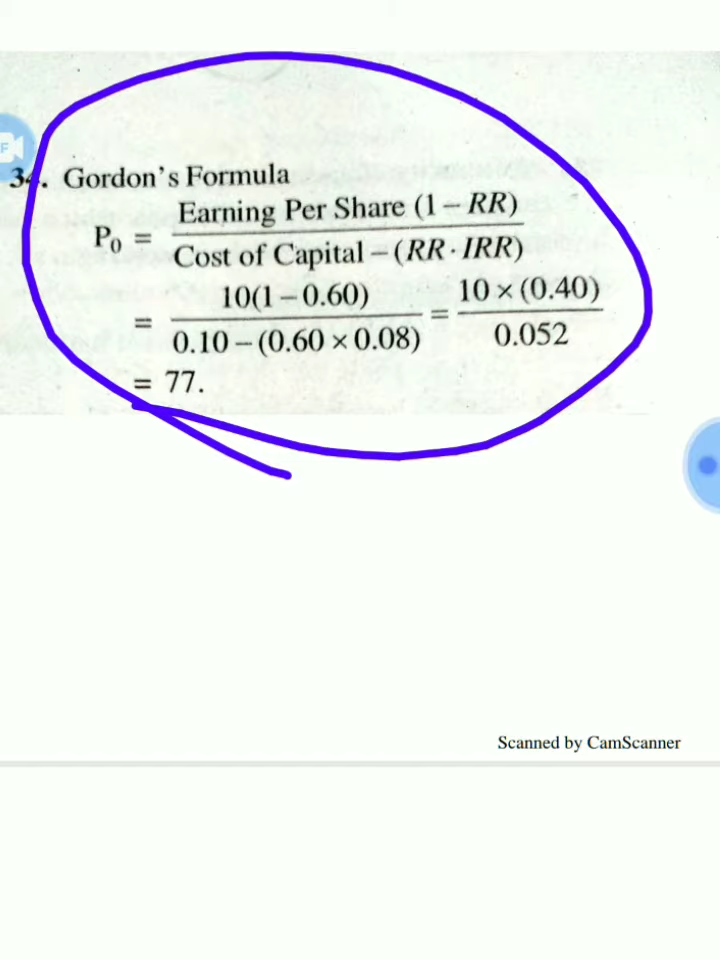 F
34. Gordon's Formula
P₀ = Earning Per Share (1 – RR) / Cost of Capital – (RR · IRR)
= 10(1 – 0.60) / 0.10 – (0.60 × 0.08) = 10 × (0.40) / 0.052
= 77.
Scanned by CamScanner